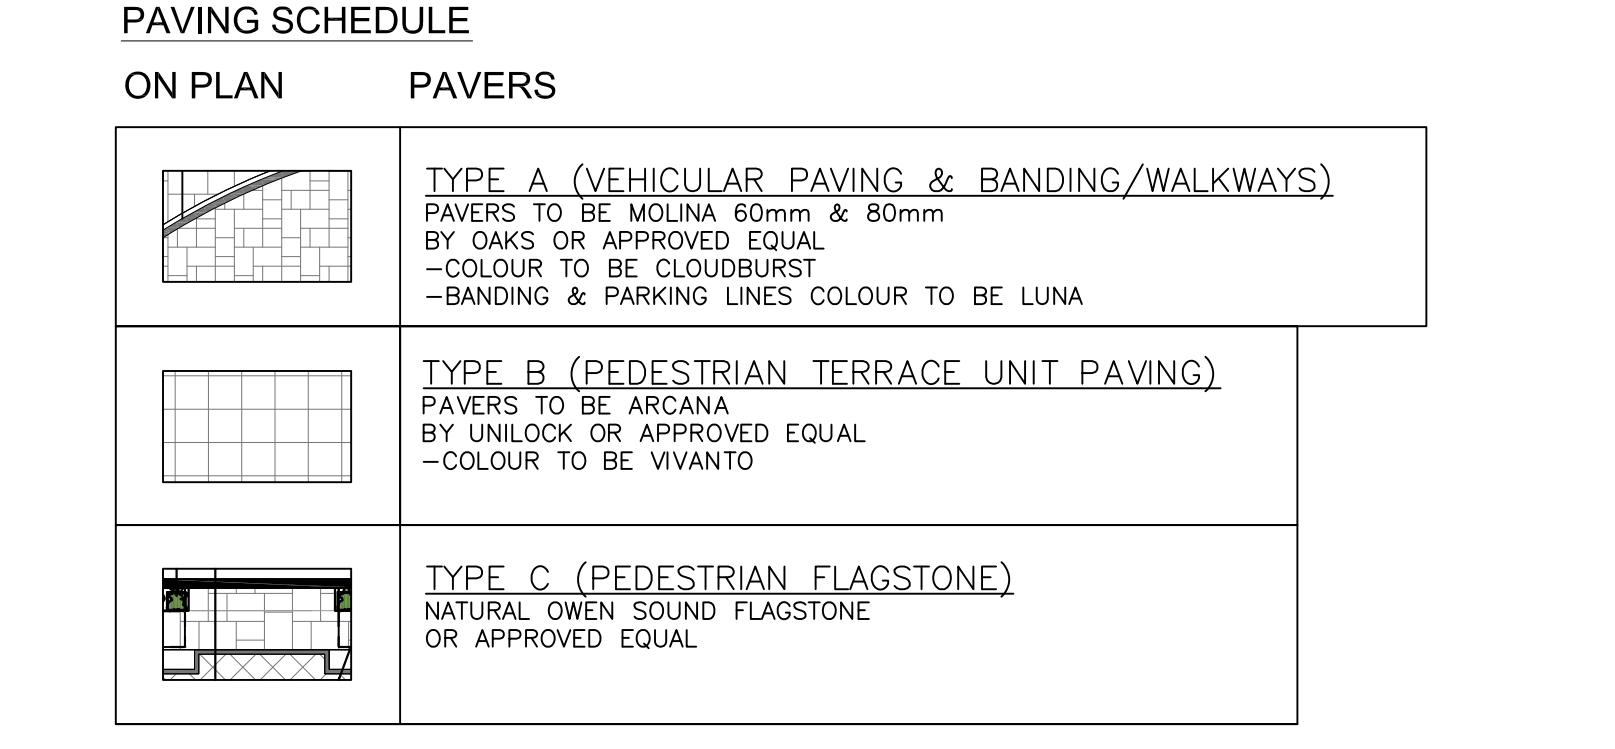 PAVING SCHEDULE
ON PLAN PAVERS
TYPE A (VEHICULAR PAVING & BANDING/WALKWAYS)
PAVERS TO BE MOLINA 60mm & 80mm
BY OAKS OR APPROVED EQUAL
-COLOUR TO BE CLOUDBURST
-BANDING & PARKING LINES COLOUR TO BE LUNA
TYPE B (PEDESTRIAN TERRACE UNIT PAVING)
PAVERS TO BE ARCANA
BY UNILOCK OR APPROVED EQUAL
-COLOUR TO BE VIVANTO
TYPE C (PEDESTRIAN FLAGSTONE)
NATURAL OWEN SOUND FLAGSTONE
OR APPROVED EQUAL